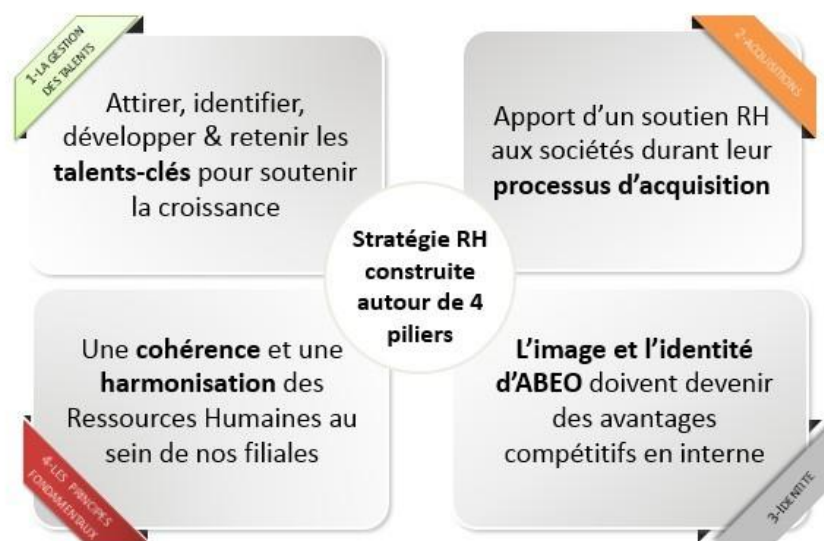 1-LA GESTION
DES TALENTS
Attirer, identifier,
développer & retenir les
talents-clés pour soutenir
la croissance
2-ACQUISITIONS
Apport d'un soutien RH
aux sociétés durant leur
processus d'acquisition
Stratégie RH
construite
autour de 4
piliers
L'image et l'identité
d'ABEO doivent devenir
des avantages
compétitifs en interne
3-IDENTITE
Une cohérence et une
harmonisation des
Ressources Humaines au
sein de nos filiales
4-LES PRINCIPES
FONDAMENTAUX